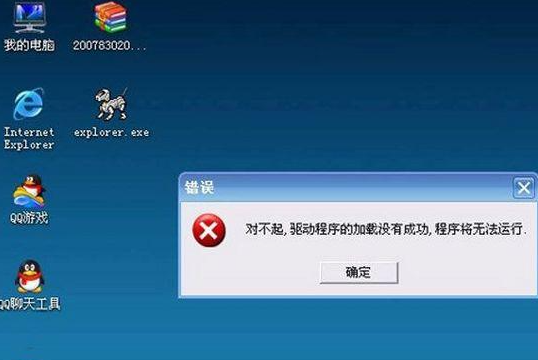 我的电脑
200783020...
Internet
Explorer
explorer.exe
QQ游戏
QQ聊天工具
错误
对不起,驱动程序的加载没有成功,程序将无法运行.
确定